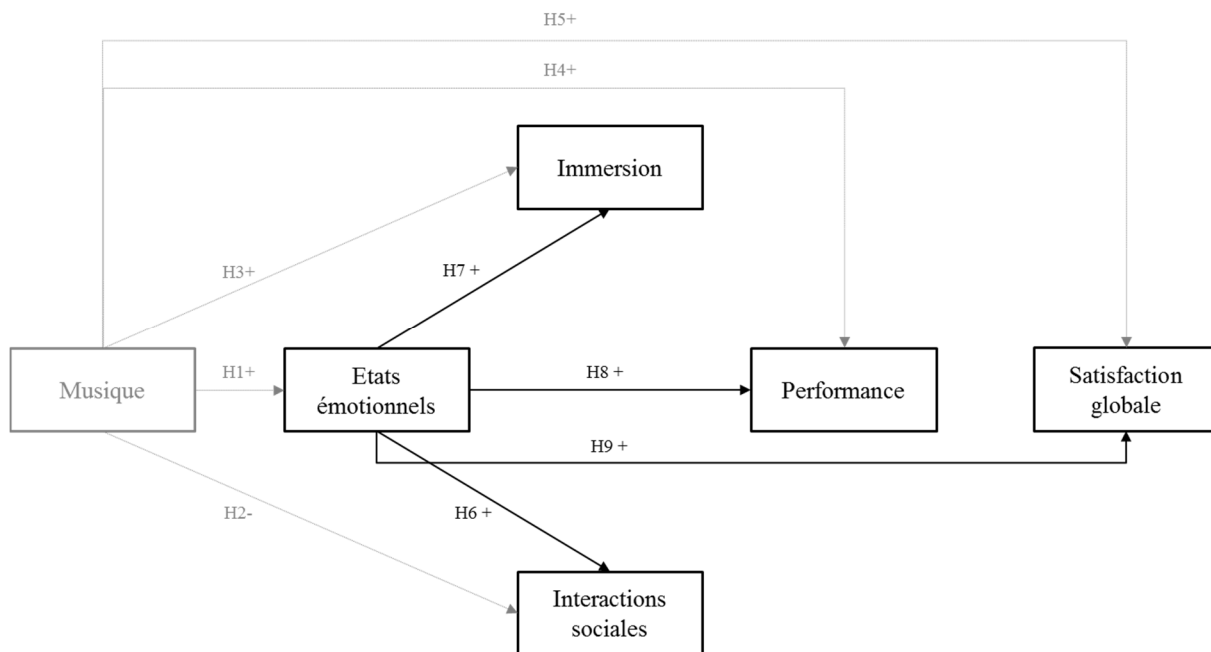 H5+
H4+
Immersion
H3+
H7 +
Musique
H1+
Etats
émotionnels
H8 +
Performance
Satisfaction
globale
H9 +
H2-
H6 +
Interactions
sociales